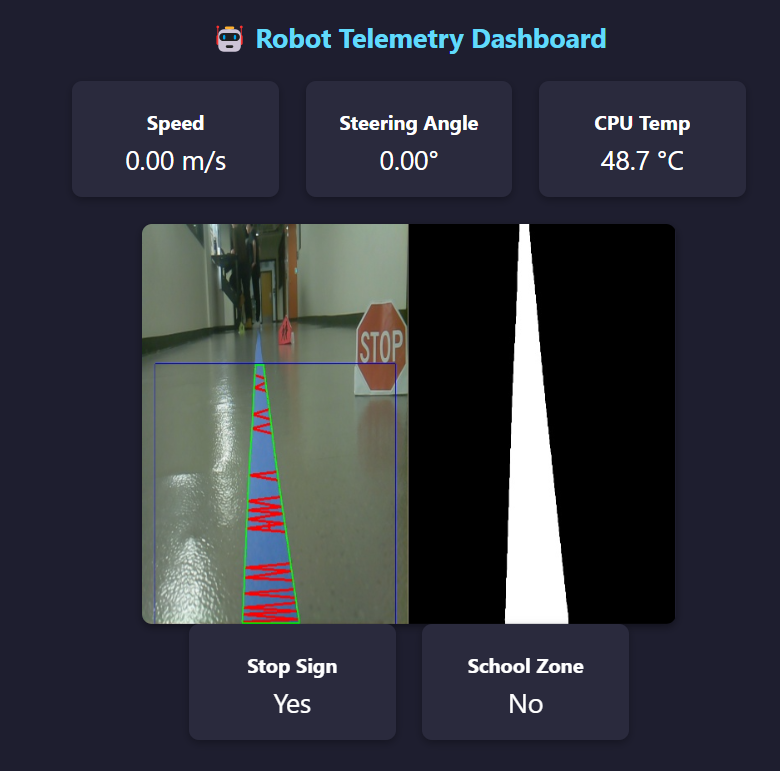 Robot Telemetry Dashboard
Speed
0.00 m/s
Steering Angle
0.00°
CPU Temp
48.7 °C
STOP
Stop Sign
Yes
School Zone
No